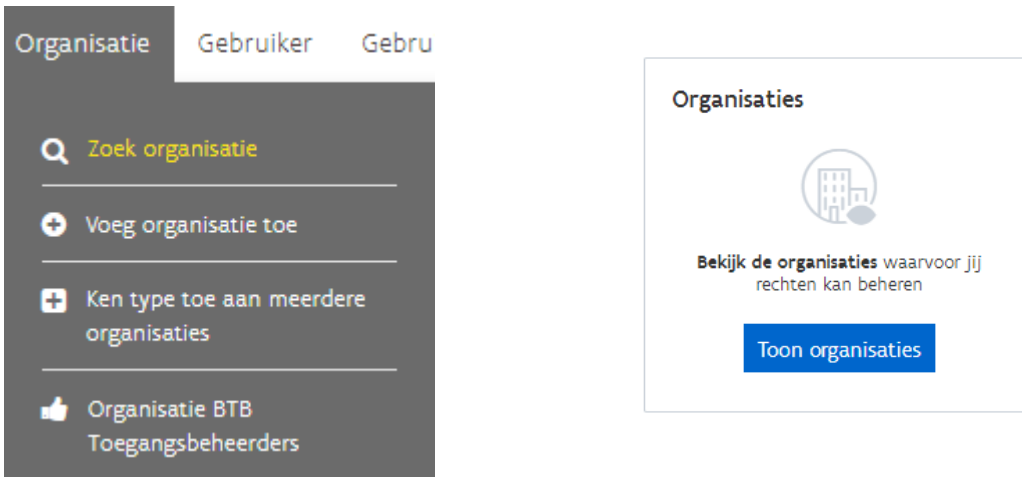 Organisatie Gebruiker Gebru
Zoek organisatie
Voeg organisatie toe
Ken type toe aan meerdere
organisaties
Organisatie BTB
Toegangsbeheerders
Organisaties
Bekijk de organisaties waarvoor jij
rechten kan beheren
Toon organisaties